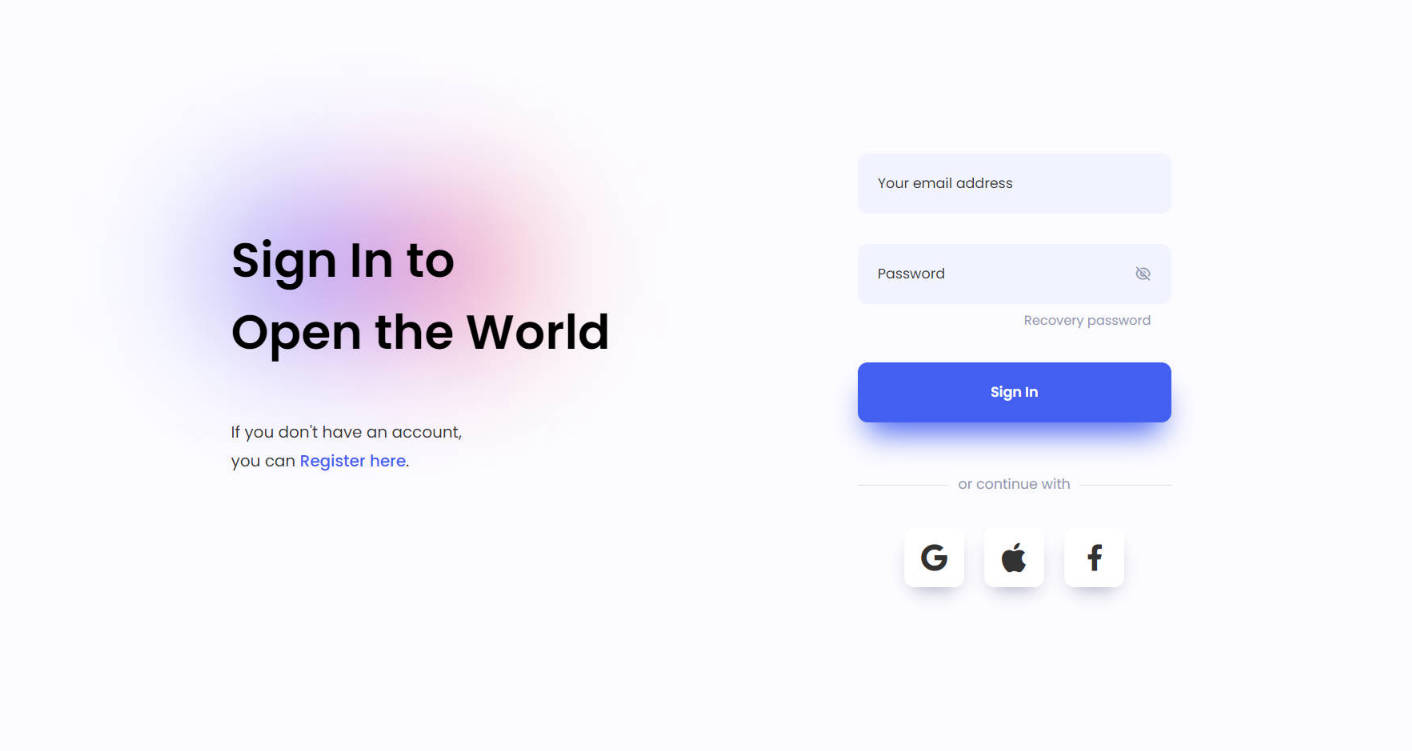 Sign In to
Open the World
If you don't have an account,
you can Register here.
Your email address
Password
Recovery password
Sign In
or continue with